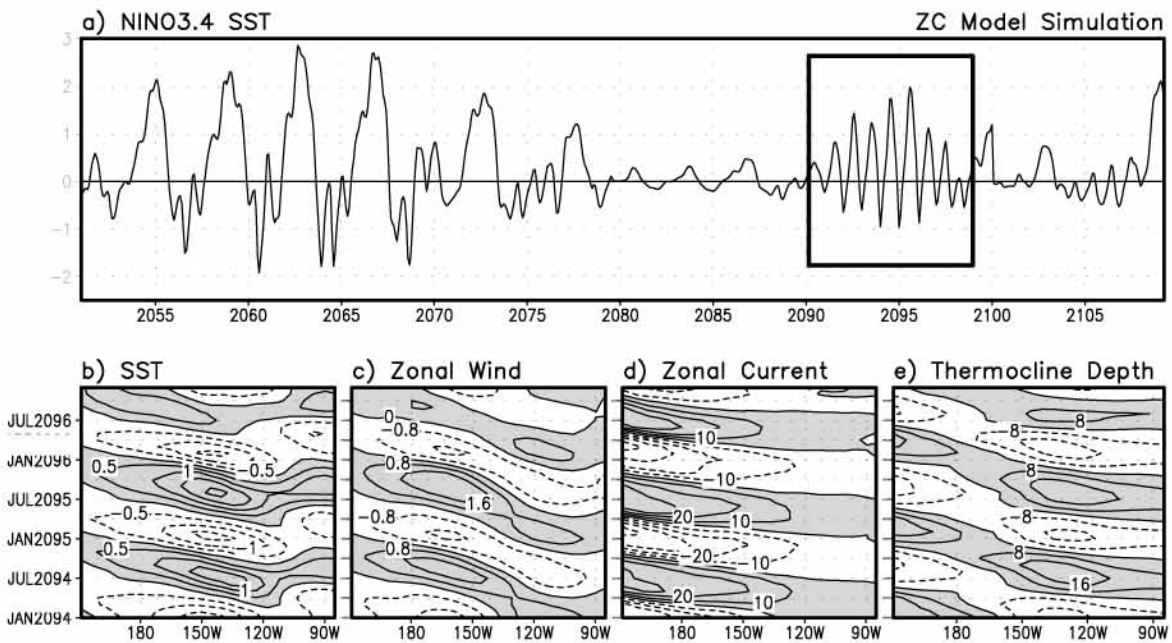 a) NINO3.4 SST ZC Model Simulation
3
2
1
0
-1
-2
2055 2060 2065 2070 2075 2080 2085 2090 2095 2100 2105
b) SST c) Zonal Wind d) Zonal Current e) Thermocline Depth
JUL2096
JAN2096
JUL2095
JAN2095
JUL2094
JAN2094
0.5 1 -0.5
-0.5 -1
0.5 1
0 -0.8
0.8 1.6
-0.8
0.8
10
-10
20 10
-20 -10
20 10
8 8
8
8
8 16
180 150W 120W 90W 180 150W 120W 90W 180 150W 120W 90W 180 150W 120W 90W